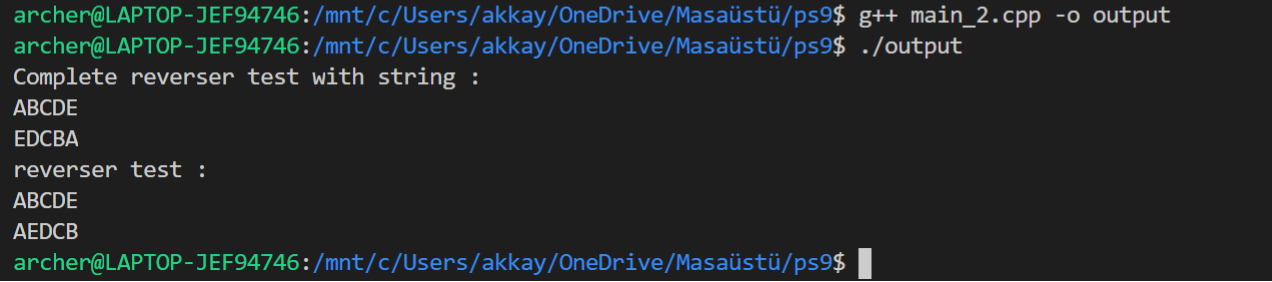 archer@LAPTOP-JEF94746:/mnt/c/Users/akkay/OneDrive/Masaüstü/ps9$ g++ main_2.cpp -o output
archer@LAPTOP-JEF94746:/mnt/c/Users/akkay/OneDrive/Masaüstü/ps9$ ./output
Complete reverser test with string :
ABCDE
EDCBA
reverser test :
ABCDE
AEDCB
archer@LAPTOP-JEF94746:/mnt/c/Users/akkay/OneDrive/Masaüstü/ps9$